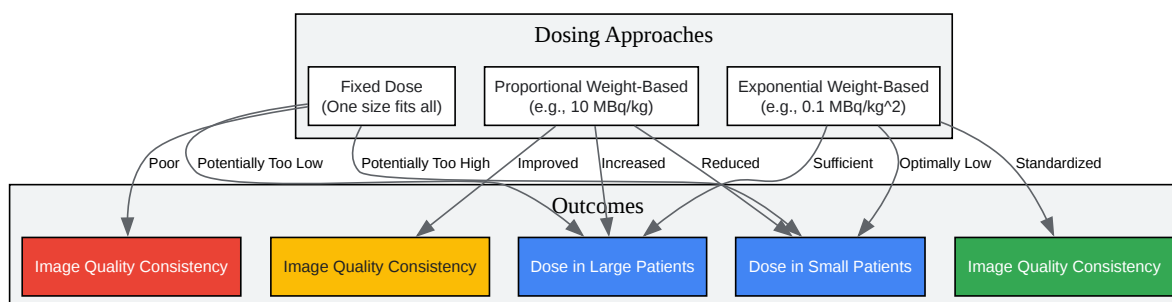 Dosing Approaches
Fixed Dose
(One size fits all)
Proportional Weight-Based
(e.g., 10 MBq/kg)
Exponential Weight-Based
(e.g., 0.1 MBq/kg^2)
Poor
Potentially Too Low
Potentially Too High
Improved
Increased
Reduced
Sufficient
Optimally Low
Standardized
Outcomes
Image Quality Consistency
Image Quality Consistency
Dose in Large Patients
Dose in Small Patients
Image Quality Consistency